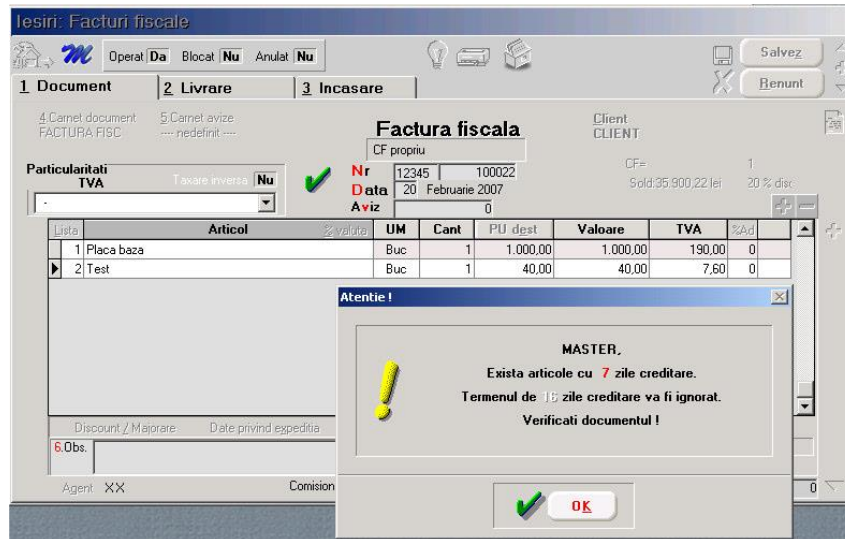 Iesiri: Facturi fiscale
Operat Da Blocat Nu Anulat Nu
Salvez
Renunt
1 Document 2 Livrare 3 Incasare
4.Carnet document 5.Carnet avize
FACTURA FISC ---- nedefinit ----
Factura fiscala
CF propriu
Client
CLIENT
Particularitati
TVA
Taxare inversa Nu
-
Nr 12345 100022
Data 20 Februarie 2007
Aviz 0
CF= 1
Sold:35.900,22 lei 20 % disc
Lista Articol % valuta UM Cant PU dest Valoare TVA %Ad
1 Placa baza Buc 1 1.000,00 1.000,00 190,00 0
2 Test Buc 1 40,00 40,00 7,60 0
Atentie !
MASTER,
Exista articole cu 7 zile creditare.
Termenul de 16 zile creditare va fi ignorat.
Verificati documentul !
OK
Discount / Majorare Date privind expeditia
6.Obs.
Agent XX Comision
0